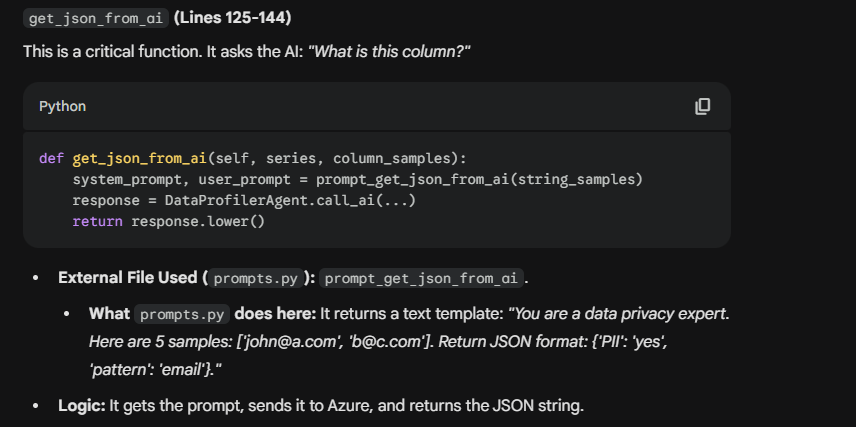 get_json_from_ai (Lines 125-144)
This is a critical function. It asks the AI: "What is this column?"
Python
def get_json_from_ai(self, series, column_samples):
    system_prompt, user_prompt = prompt_get_json_from_ai(string_samples)
    response = DataProfilerAgent.call_ai(...)
    return response.lower()
• External File Used (prompts.py): prompt_get_json_from_ai.
• What prompts.py does here: It returns a text template: "You are a data privacy expert.
Here are 5 samples: ['john@a.com', 'b@c.com']. Return JSON format: {'PII': 'yes',
'pattern': 'email'}."
• Logic: It gets the prompt, sends it to Azure, and returns the JSON string.